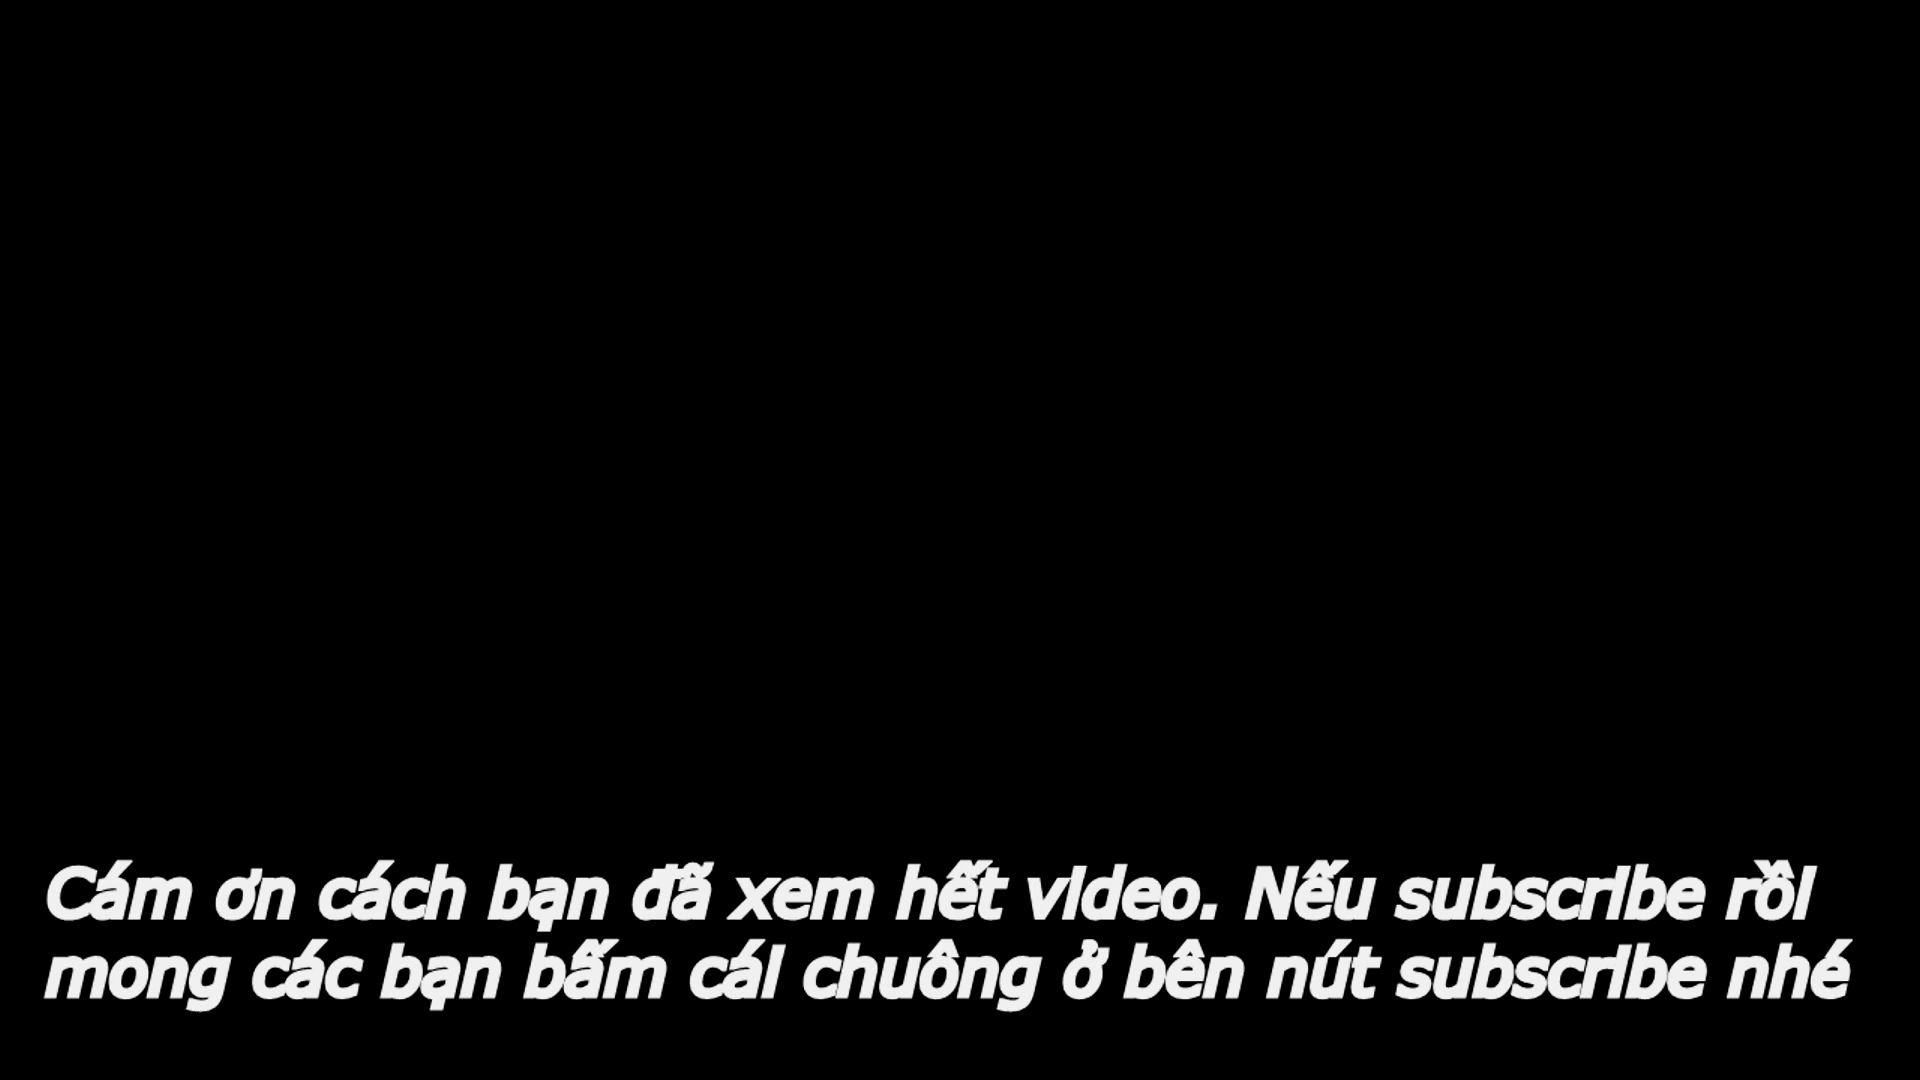 Cám ơn cách bạn đã xem hết video. Nếu subscribe rồi
mong các bạn bấm cái chuông ở bên nút subscribe nhé